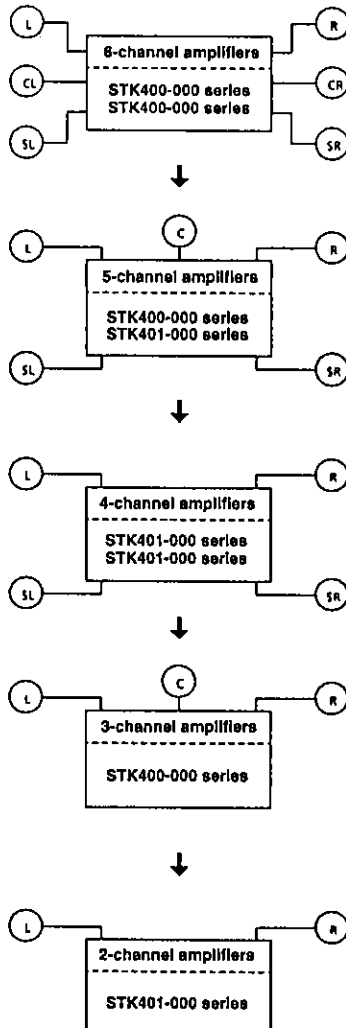 L
R
6-channel amplifiers
CL
STK400-000 series
CR
STK400-000 series
SL
SR
C
L
R
5-channel amplifiers
STK400-000 series
STK401-000 series
SL
SR
L
R
4-channel amplifiers
STK401-000 series
STK401-000 series
SL
SR
C
L
R
3-channel amplifiers
STK400-000 series
L
R
2-channel amplifiers
STK401-000 series